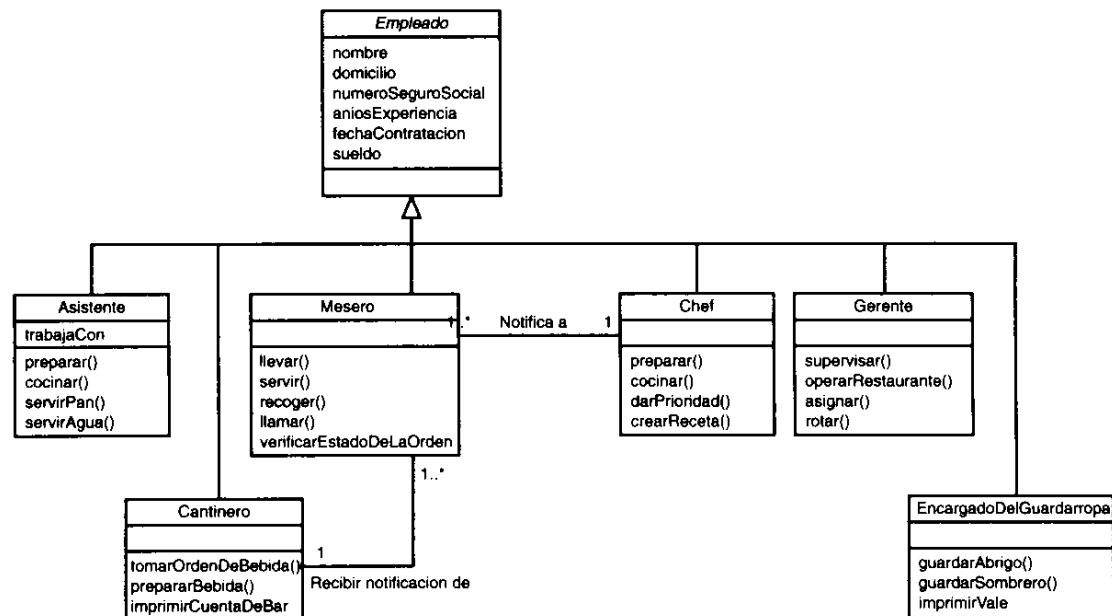 Empleado
nombre
domicilio
numeroSeguroSocial
aniosExperiencia
fechaContratacion
sueldo
Asistente
trabajaCon
preparar()
cocinar()
servirPan()
servirAgua()
Mesero
llevar()
servir()
recoger()
llamar()
verificarEstadoDeLaOrden
1..*
Notifica a
1
Chef
preparar()
cocinar()
darPrioridad()
crearReceta()
Gerente
supervisar()
operarRestaurante()
asignar()
rotar()
1..*
Cantinero
tomarOrdenDeBebida()
prepararBebida()
imprimirCuentaDeBar
1
Recibir notificacion de
EncargadoDelGuardarropa
guardarAbrigo()
guardarSombrero()
imprimirVale